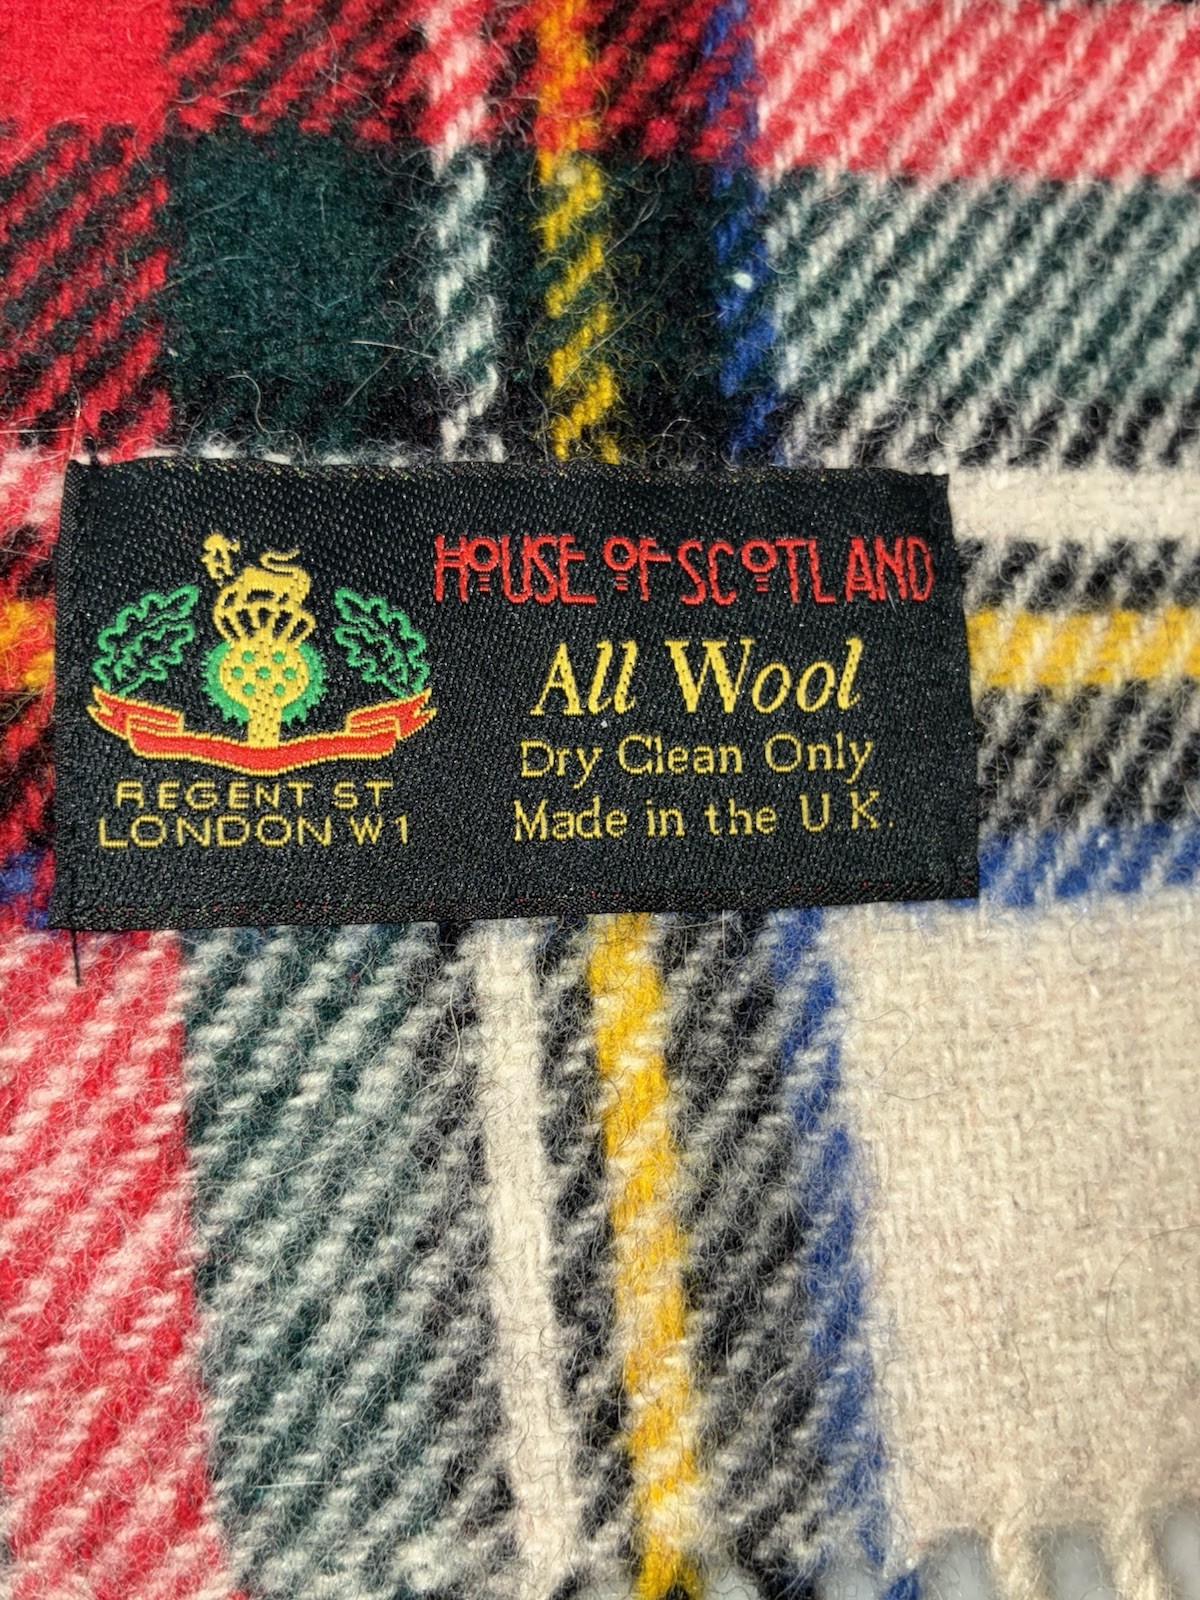 HOUSE OF SCOTLAND
All Wool
Dry Clean Only
Made in the U.K.
REGENT ST
LONDON W1